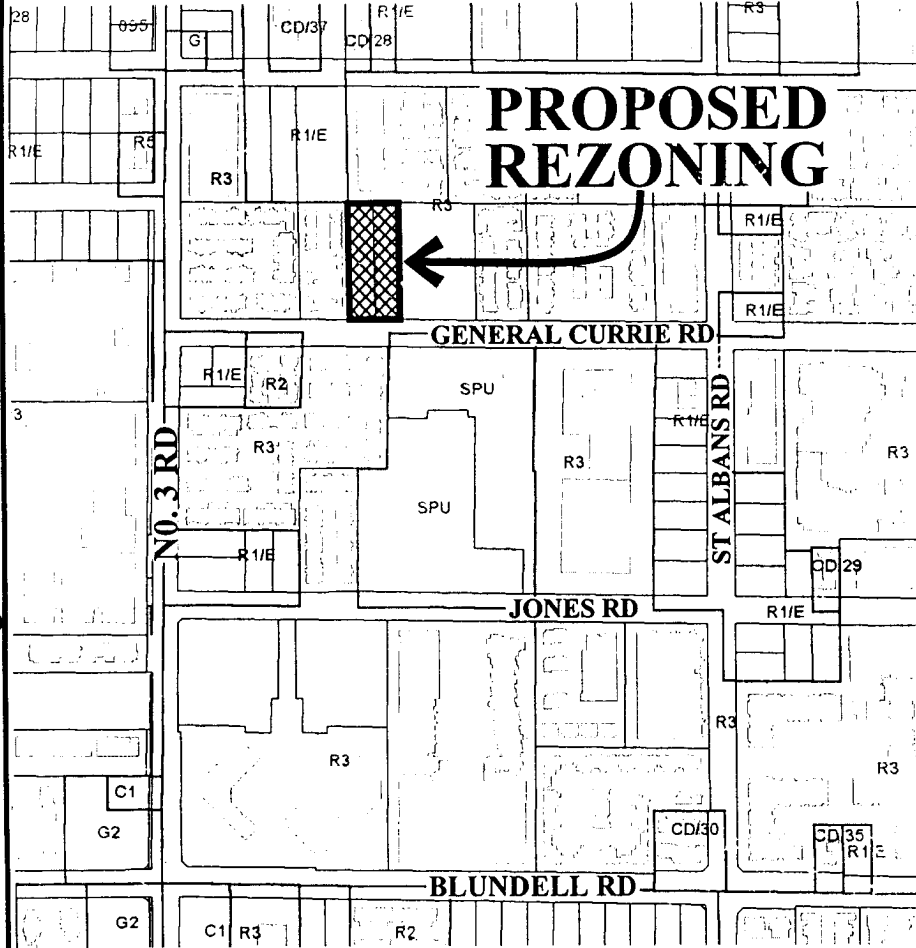 28
895
G
CD/37
R1/E
CD 28
R3
R1/E
R5
R1/E
R3
PROPOSED
REZONING
R3
R1/E
R1/E
GENERAL CURRIE RD
R1/E
R2
SPU
R1/E
3
R3
R3
R3
NO. 3 RD
ST ALBANS RD
SPU
R1/E
CD 29
JONES RD
R1/E
R3
R3
R3
C1
G2
CD/30
CD/35
R1/E
BLUNDELL RD
G2
C1
R3
R2